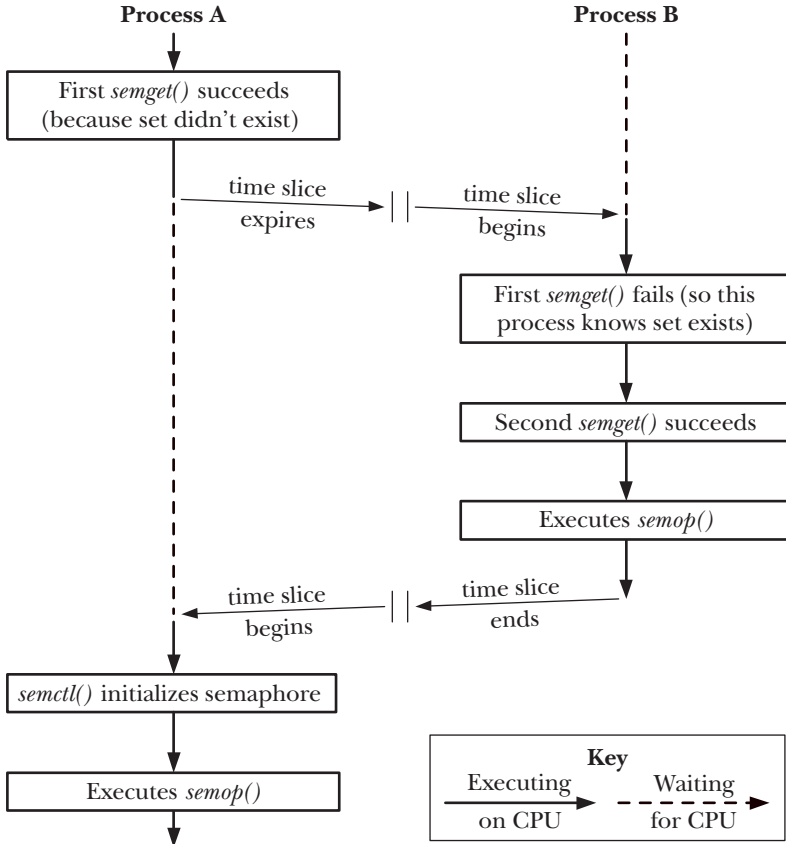 Process A
Process B
First semget() succeeds
(because set didn't exist)
time slice
expires
time slice
begins
First semget() fails (so this
process knows set exists)
Second semget() succeeds
Executes semop()
time slice
begins
time slice
ends
semctl() initializes semaphore
Executes semop()
Key
Executing
on CPU
Waiting
for CPU